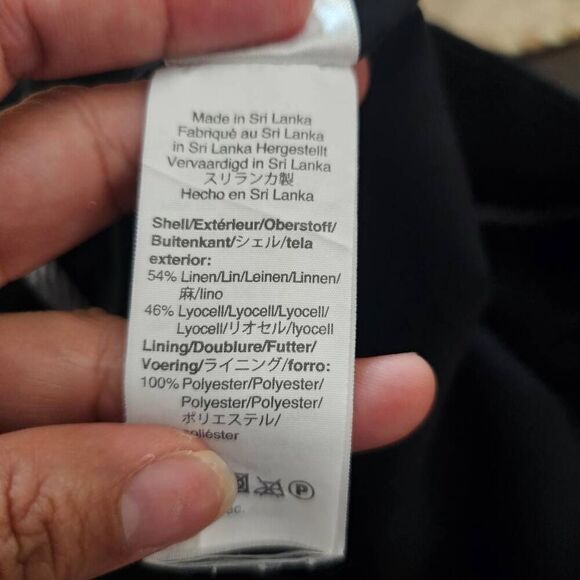 Made in Sri Lanka
Fabriqué au Sri Lanka
in Sri Lanka Hergestellt
Vervaardigd in Sri Lanka
スリランカ製
Hecho en Sri Lanka
Shell/Extérieur/Oberstoff/
Buitenkant/シェル/tela
exterior:
54% Linen/Lin/Leinen/Linnen/
麻/lino
46% Lyocell/Lyocell/Lyocell/
Lyocell/リオセル/lyocell
Lining/Doublure/Futter/
Voering/ライニング/forro:
100% Polyester/Polyester/
Polyester/Polyester/
ポリエステル/
poliéster
P